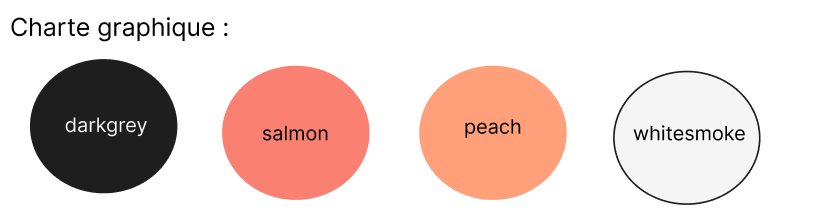 Charte graphique :
darkgrey
salmon
peach
whitesmoke